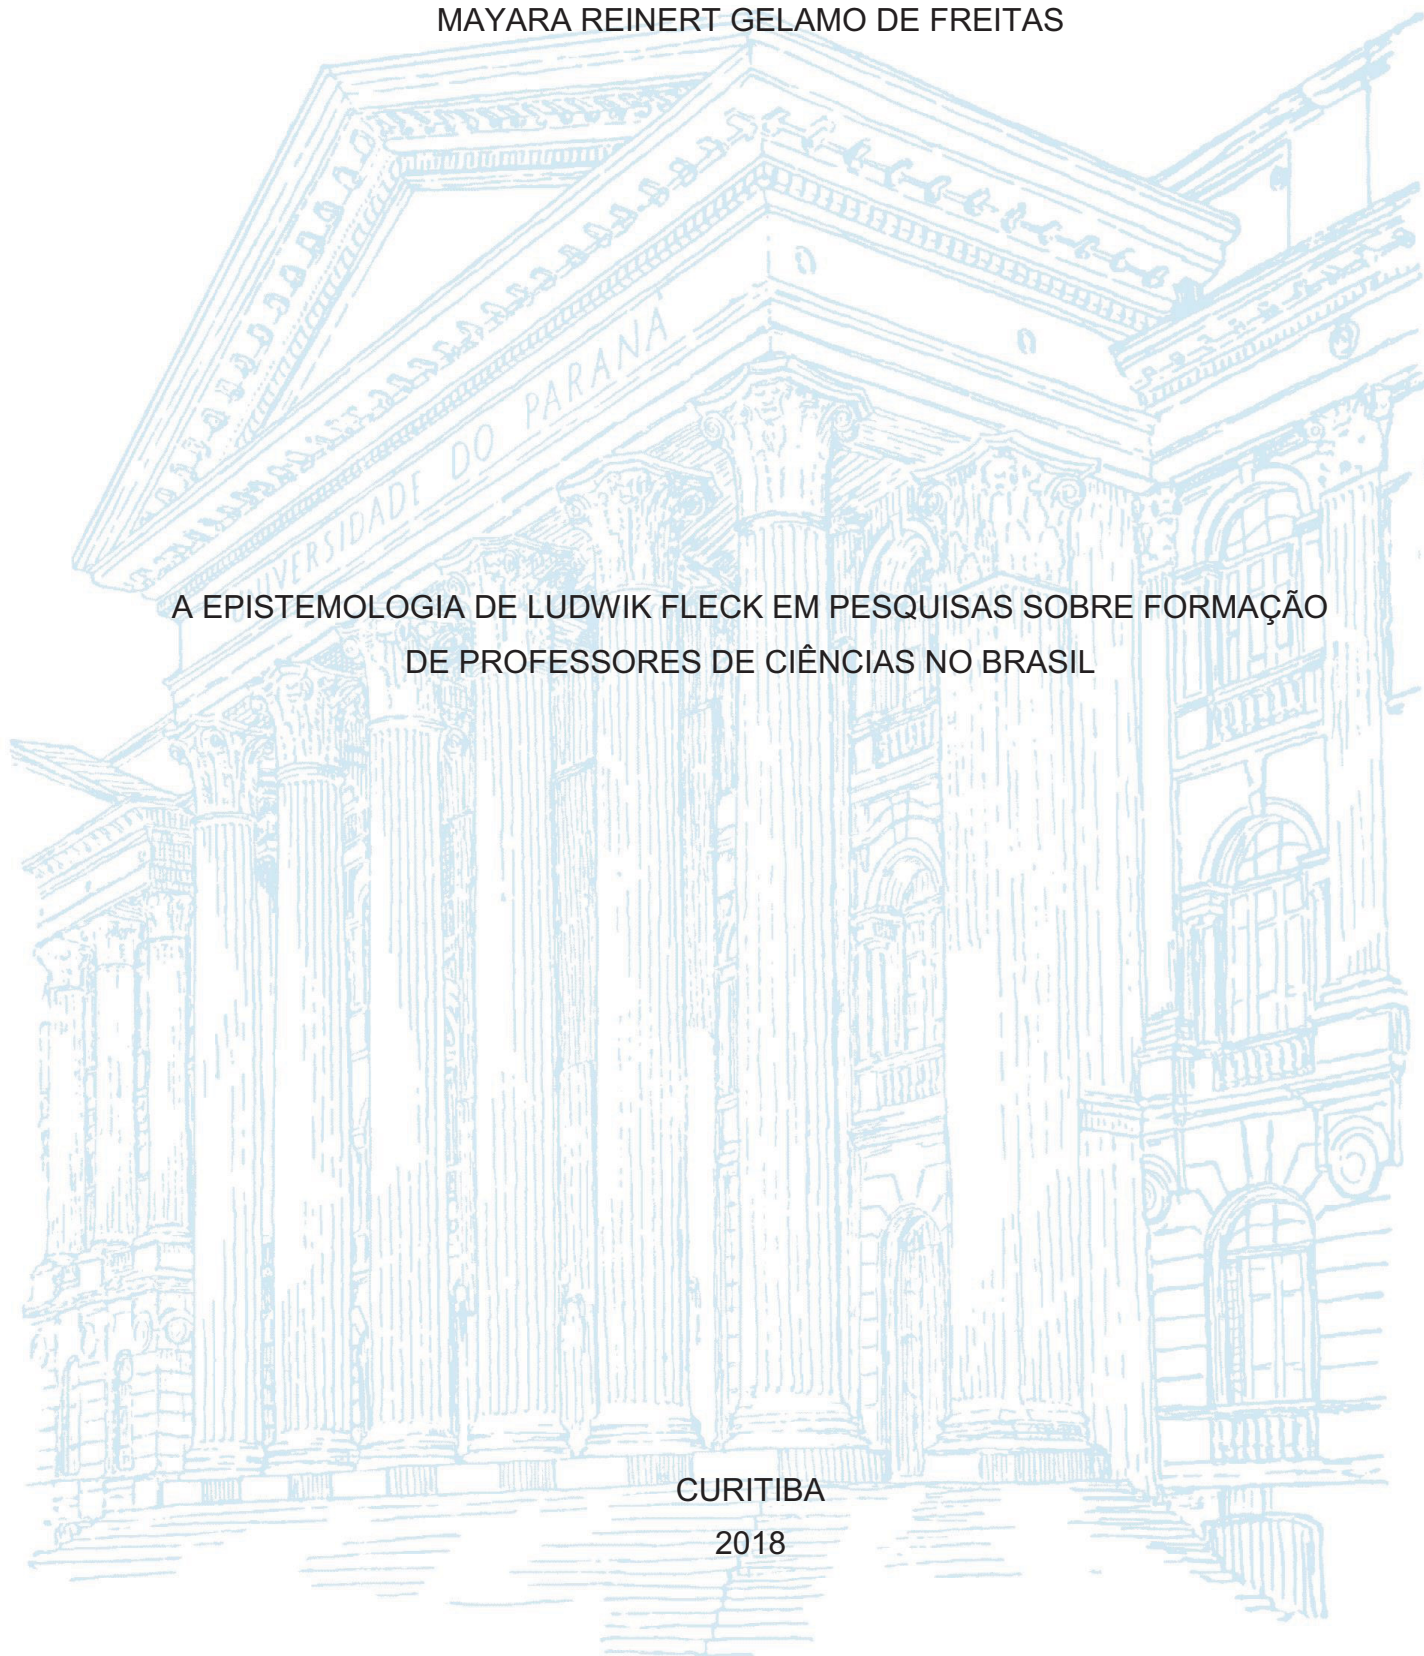 MAYARA REINERT GELAMO DE FREITAS
UNIVERSIDADE DO PARANÁ
A EPISTEMOLOGIA DE LUDWIK FLECK EM PESQUISAS SOBRE FORMAÇÃO
DE PROFESSORES DE CIÊNCIAS NO BRASIL
CURITIBA
2018